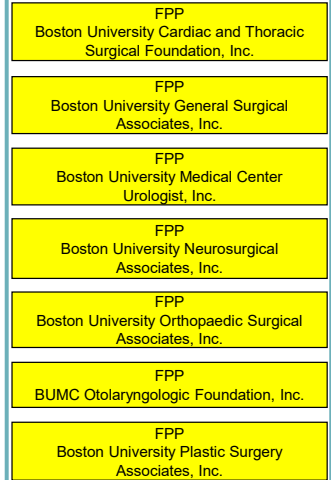 FPP
Boston University Cardiac and Thoracic
Surgical Foundation, Inc.
FPP
Boston University General Surgical
Associates, Inc.
FPP
Boston University Medical Center
Urologist, Inc.
FPP
Boston University Neurosurgical
Associates, Inc.
FPP
Boston University Orthopaedic Surgical
Associates, Inc.
FPP
BUMC Otolaryngologic Foundation, Inc.
FPP
Boston University Plastic Surgery
Associates, Inc.